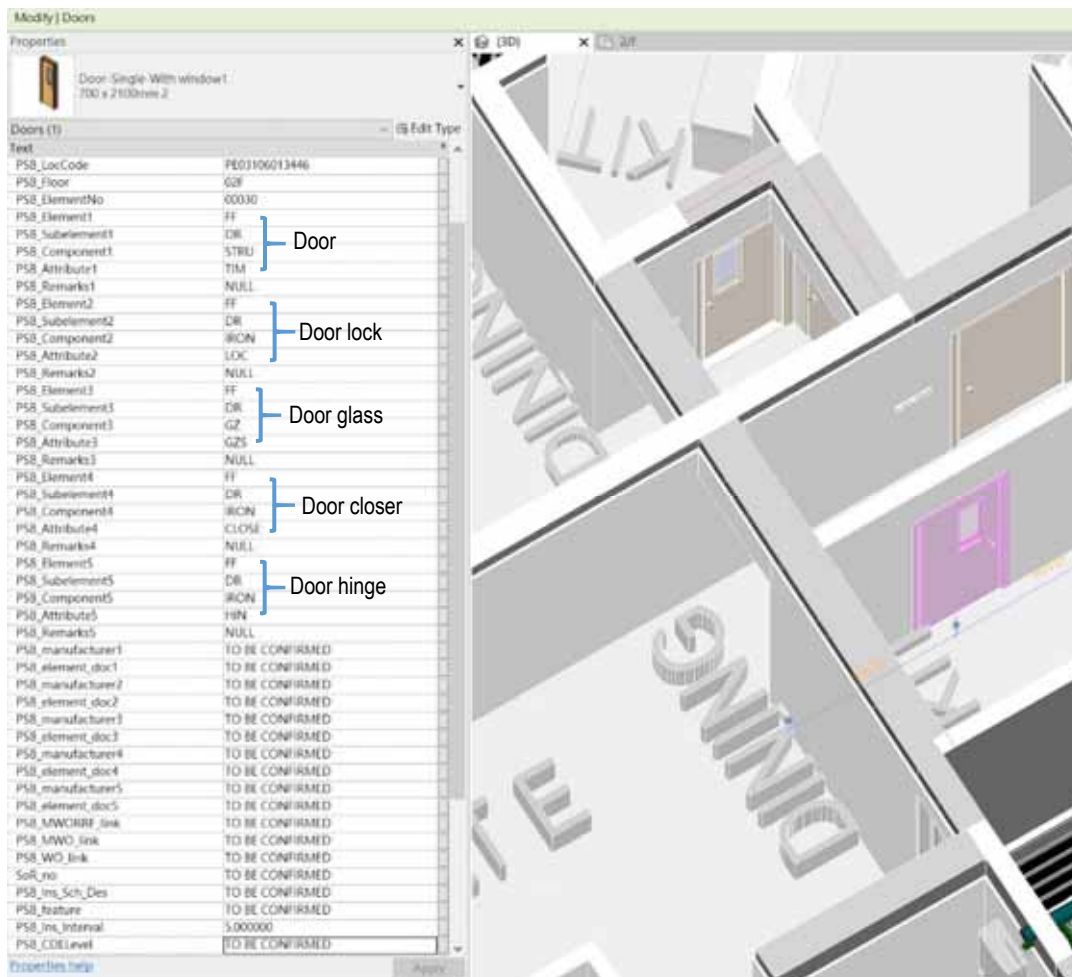 Modify | Doors
Properties
Door-Single-With window1
700 x 2100mm 2
Doors (1)
Edit Type
Text
PSB_LocCode PE03106013446
PSB_Floor 02F
PSB_ElementNo 00030
PSB_Element1 FF
PSB_Subelement1 DR
PSB_Component1 STRU
PSB_Attribute1 TIM
Door
PSB_Remarks1 NULL
PSB_Element2 FF
PSB_Subelement2 DR
PSB_Component2 IRON
PSB_Attribute2 LOC
Door lock
PSB_Remarks2 NULL
PSB_Element3 FF
PSB_Subelement3 DR
PSB_Component3 GZ
PSB_Attribute3 GZS
Door glass
PSB_Remarks3 NULL
PSB_Element4 FF
PSB_Subelement4 DR
PSB_Component4 IRON
PSB_Attribute4 CLOSE
Door closer
PSB_Remarks4 NULL
PSB_Element5 FF
PSB_Subelement5 DR
PSB_Component5 IRON
PSB_Attribute5 HIN
Door hinge
PSB_Remarks5 NULL
PSB_manufacturer1 TO BE CONFIRMED
PSB_element_doc1 TO BE CONFIRMED
PSB_manufacturer2 TO BE CONFIRMED
PSB_element_doc2 TO BE CONFIRMED
PSB_manufacturer3 TO BE CONFIRMED
PSB_element_doc3 TO BE CONFIRMED
PSB_manufacturer4 TO BE CONFIRMED
PSB_element_doc4 TO BE CONFIRMED
PSB_manufacturer5 TO BE CONFIRMED
PSB_element_doc5 TO BE CONFIRMED
PSB_MWORRF_link TO BE CONFIRMED
PSB_MWO_link TO BE CONFIRMED
PSB_WO_link TO BE CONFIRMED
SoR_no TO BE CONFIRMED
PSB_Ins_Sch_Des TO BE CONFIRMED
PSB_feature TO BE CONFIRMED
PSB_Ins_Interval 5.000000
PSB_COELevel TO BE CONFIRMED
Properties help
Apply
{3D}
2/F
KIT
DINING
TE